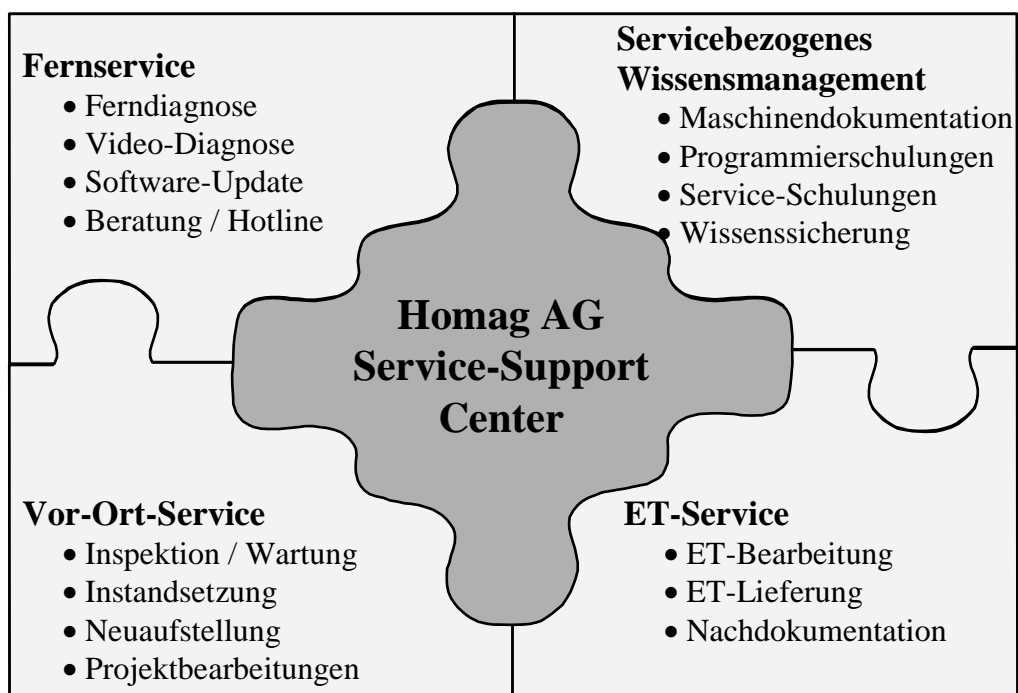 Fernservice
• Ferndiagnose
• Video-Diagnose
• Software-Update
• Beratung / Hotline
Servicebezogenes
Wissensmanagement
• Maschinendokumentation
• Programmierschulungen
• Service-Schulungen
• Wissenssicherung
Homag AG
Service-Support
Center
Vor-Ort-Service
• Inspektion / Wartung
• Instandsetzung
• Neuaufstellung
• Projektbearbeitungen
ET-Service
• ET-Bearbeitung
• ET-Lieferung
• Nachdokumentation